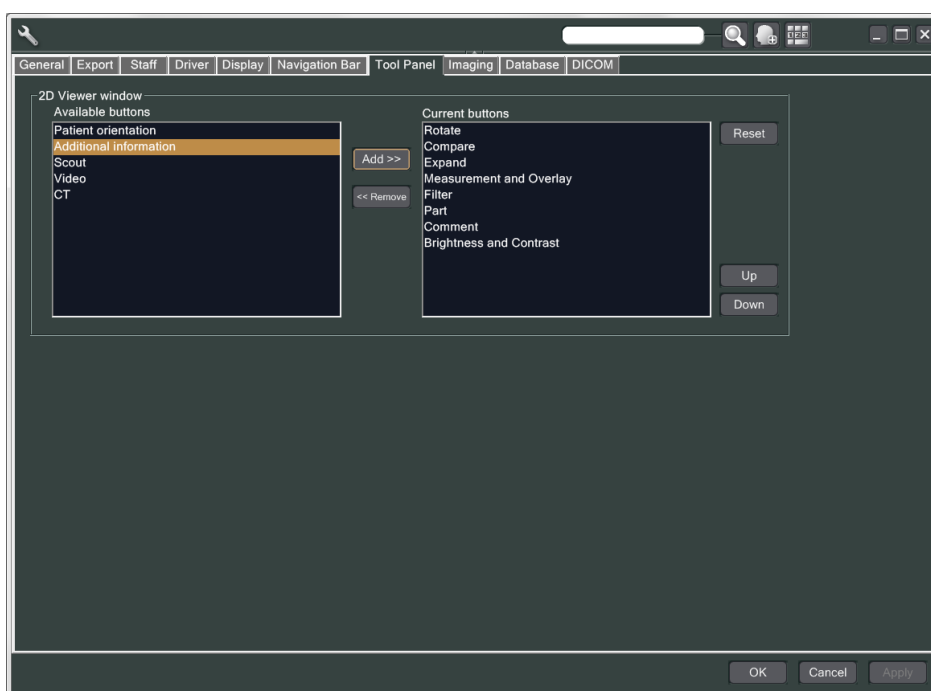 General Export Staff Driver Display Navigation Bar Tool Panel Imaging Database DICOM
2D Viewer window
Available buttons
Patient orientation
Additional information
Scout
Video
CT
Add >>
<< Remove
Current buttons
Rotate
Compare
Expand
Measurement and Overlay
Filter
Part
Comment
Brightness and Contrast
Reset
Up
Down
OK Cancel Apply